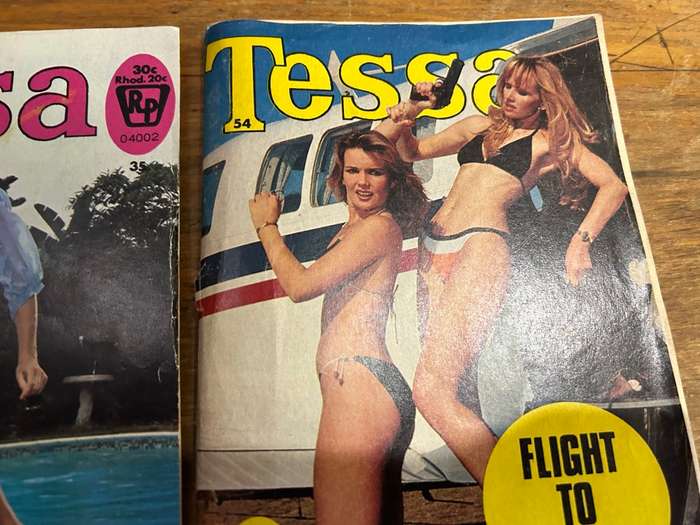 sa
30c
Rhod. 20c
RP
04002
35
Tessa
54
FLIGHT
TO